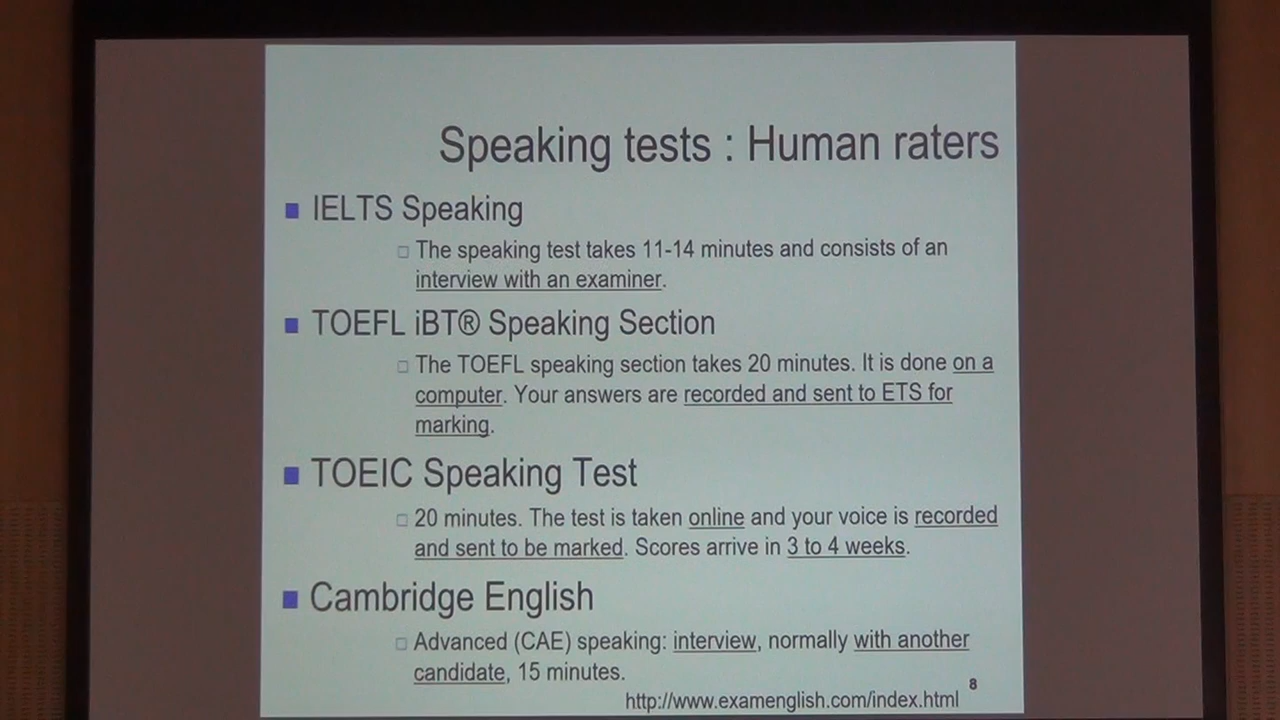 Speaking tests : Human raters
IELTS Speaking
The speaking test takes 11-14 minutes and consists of an
interview with an examiner.
TOEFL iBT® Speaking Section
The TOEFL speaking section takes 20 minutes. It is done on a
computer. Your answers are recorded and sent to ETS for
marking.
TOEIC Speaking Test
20 minutes. The test is taken online and your voice is recorded
and sent to be marked. Scores arrive in 3 to 4 weeks.
Cambridge English
Advanced (CAE) speaking: interview, normally with another
candidate, 15 minutes.
8
http://www.examenglish.com/index.html